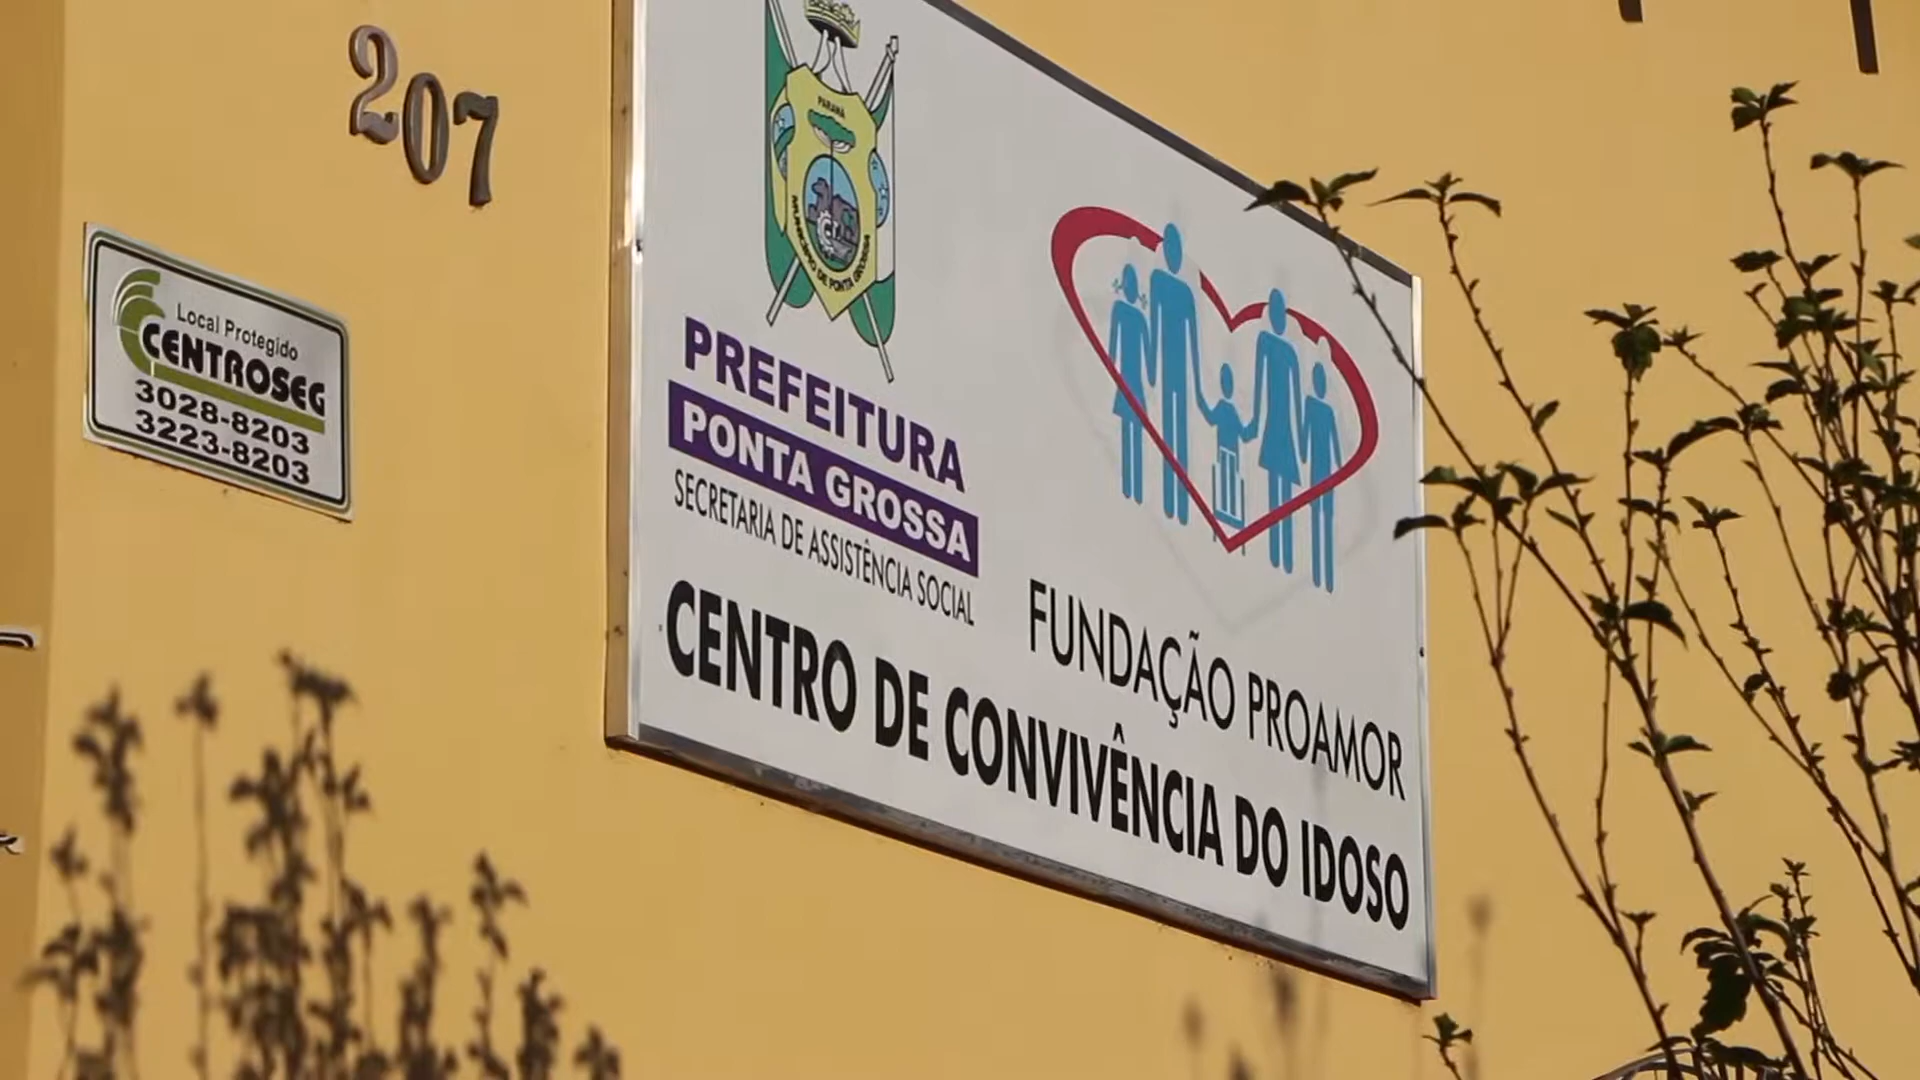 207
Local Protegido
CENTROSEG
3028-8203
3223-8203
PARANÁ
MUNICÍPIO DE PONTA GROSSA
PREFEITURA
PONTA GROSSA
SECRETARIA DE ASSISTÊNCIA SOCIAL
FUNDAÇÃO PROAMOR
CENTRO DE CONVIVÊNCIA DO IDOSO